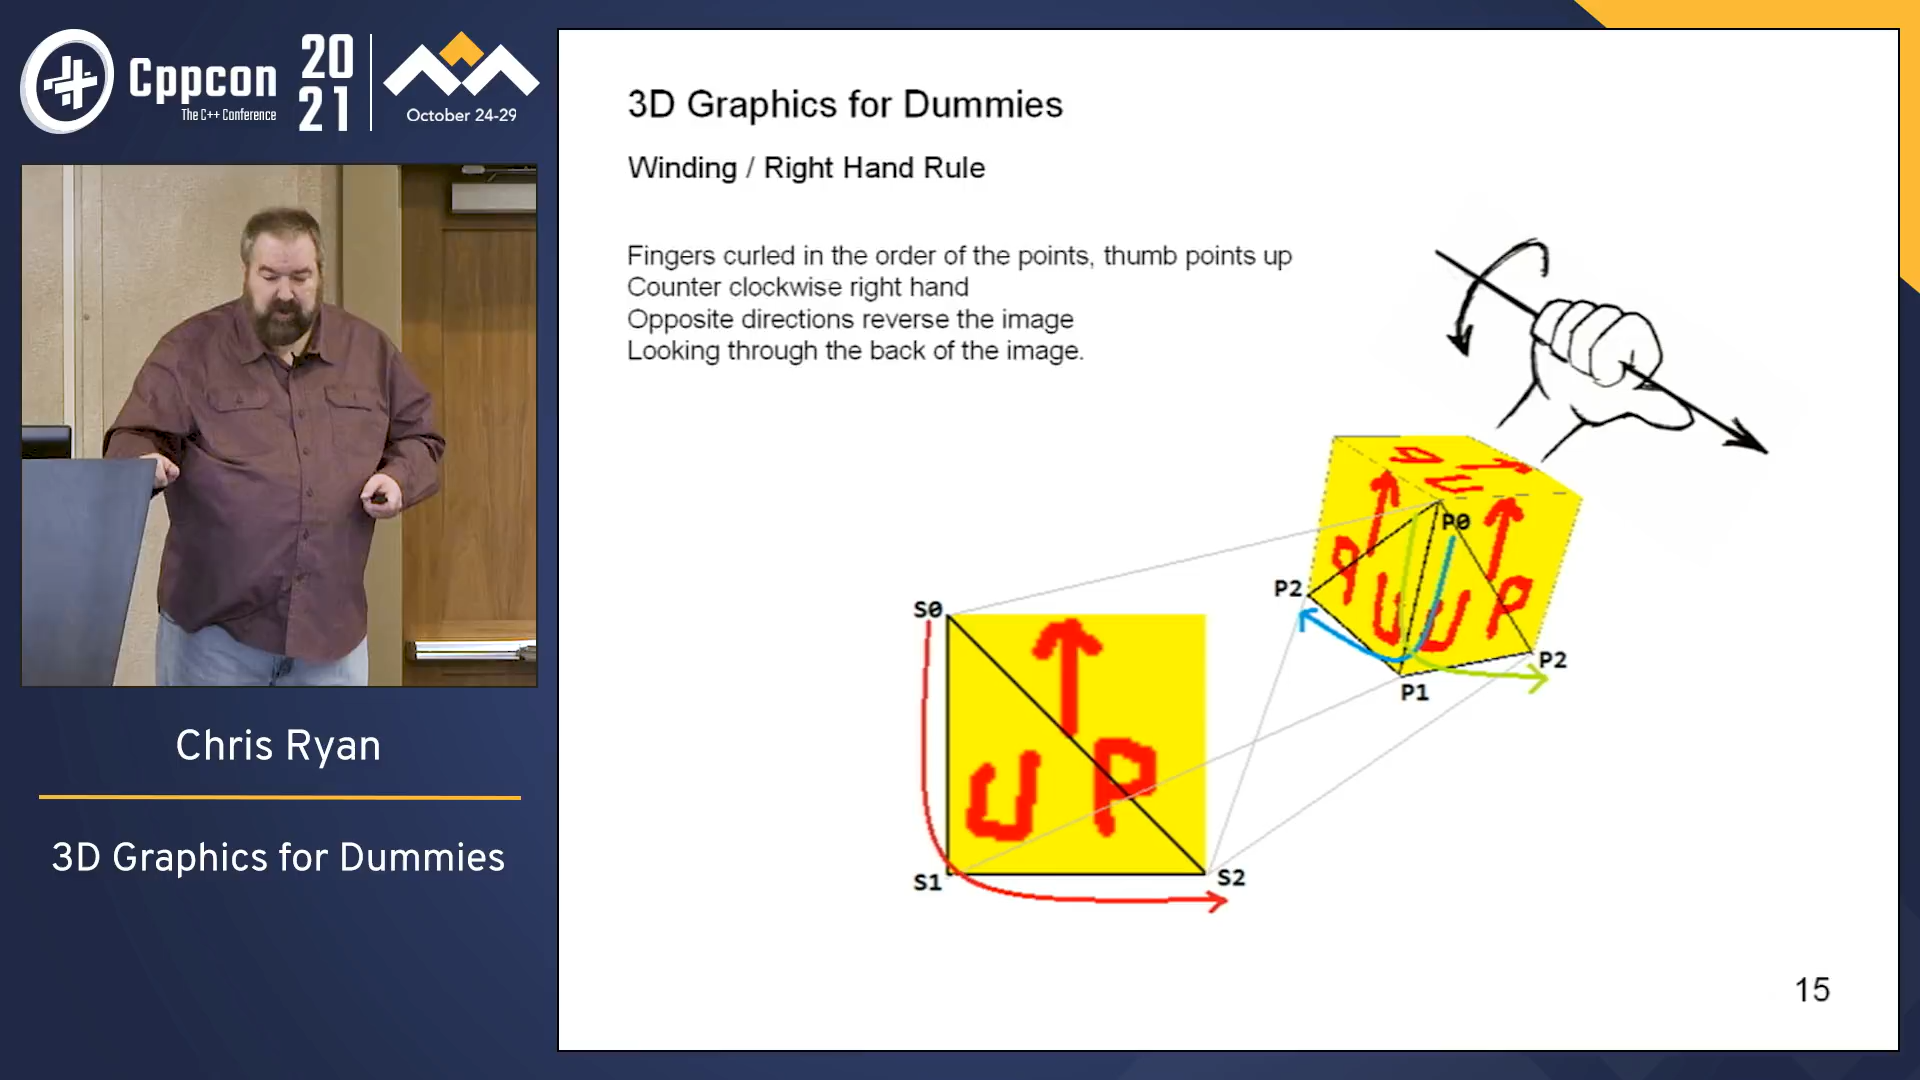 Cppcon
The C++ Conference
20
21
October 24-29
Chris Ryan
3D Graphics for Dummies
3D Graphics for Dummies
Winding / Right Hand Rule
Fingers curled in the order of the points, thumb points up
Counter clockwise right hand
Opposite directions reverse the image
Looking through the back of the image.
UP
UP
UP
P0
P2
P2
P1
S0
UP
S1
S2
15